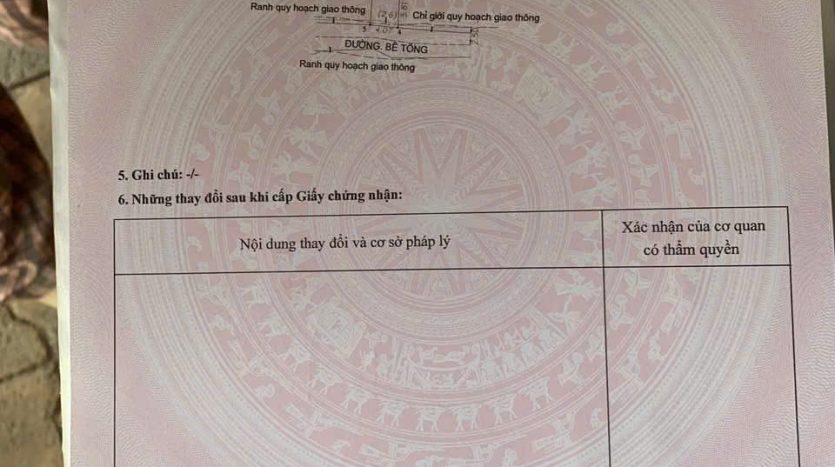 Ranh quy hoạch giao thông
(2,6)
Chỉ giới quy hoạch giao thông
ĐƯỜNG. BÊ TÔNG
Ranh quy hoạch giao thông
5. Ghi chú: -/-
6. Những thay đổi sau khi cấp Giấy chứng nhận:
Nội dung thay đổi và cơ sở pháp lý
Xác nhận của cơ quan
có thẩm quyền